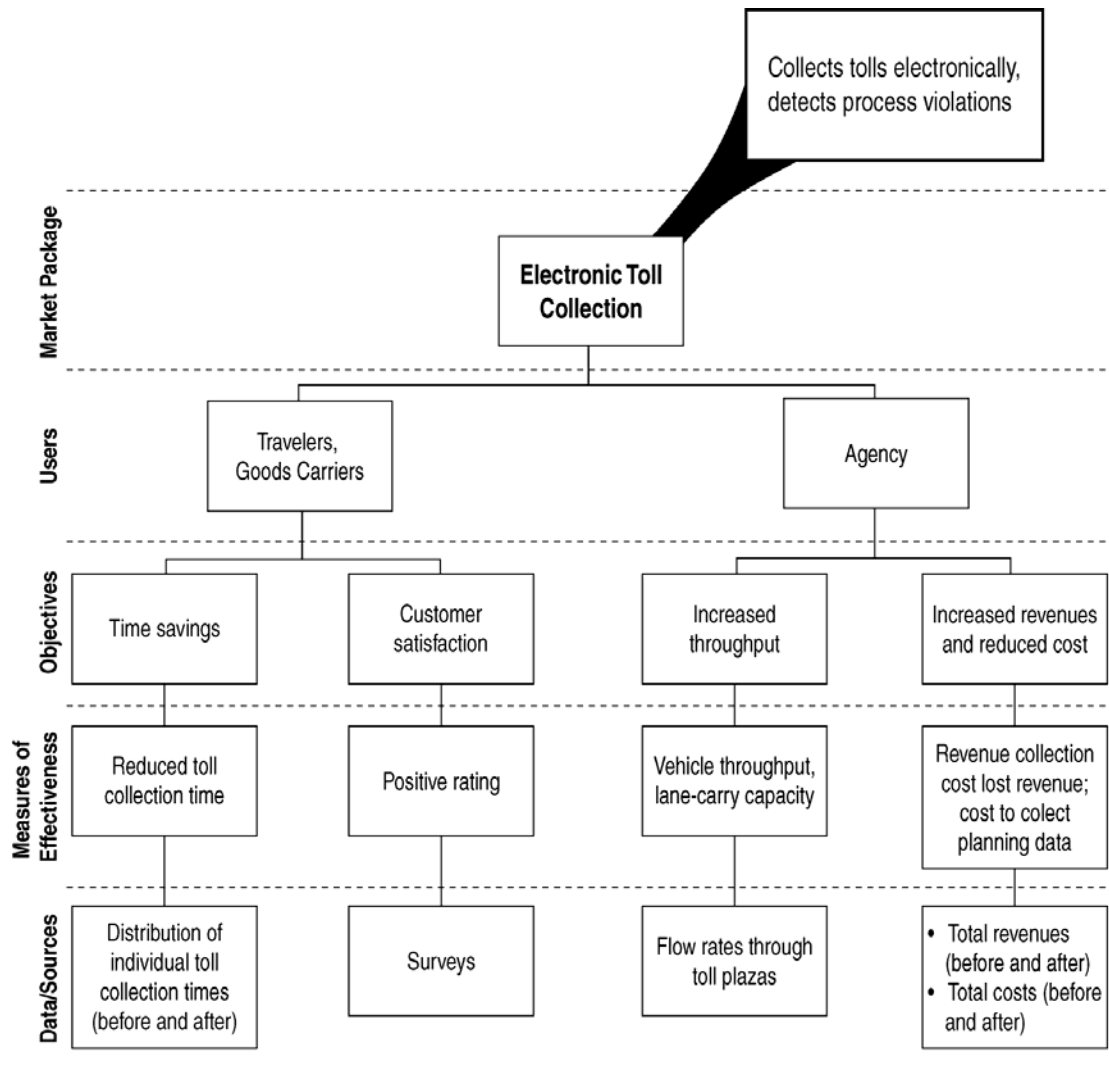 Collects tolls electronically,
detects process violations
Market Package
Electronic Toll
Collection
Users
Travelers,
Goods Carriers
Agency
Objectives
Time savings
Customer
satisfaction
Increased
throughput
Increased revenues
and reduced cost
Measures of
Effectiveness
Reduced toll
collection time
Positive rating
Vehicle throughput,
lane-carry capacity
Revenue collection
cost lost revenue;
cost to colect
planning data
Data/Sources
Distribution of
individual toll
collection times
(before and after)
Surveys
Flow rates through
toll plazas
• Total revenues
(before and after)
• Total costs (before
and after)